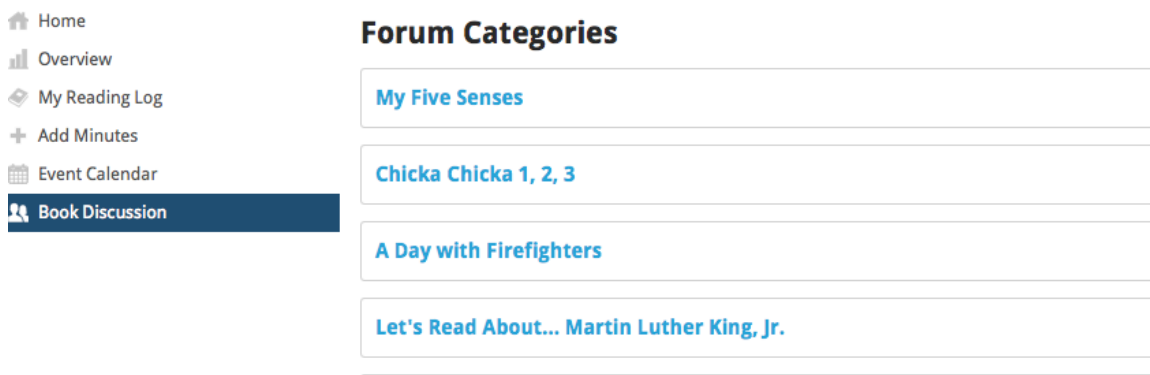 Home
Overview
My Reading Log
Add Minutes
Event Calendar
Book Discussion
Forum Categories
My Five Senses
Chicka Chicka 1, 2, 3
A Day with Firefighters
Let's Read About... Martin Luther King, Jr.